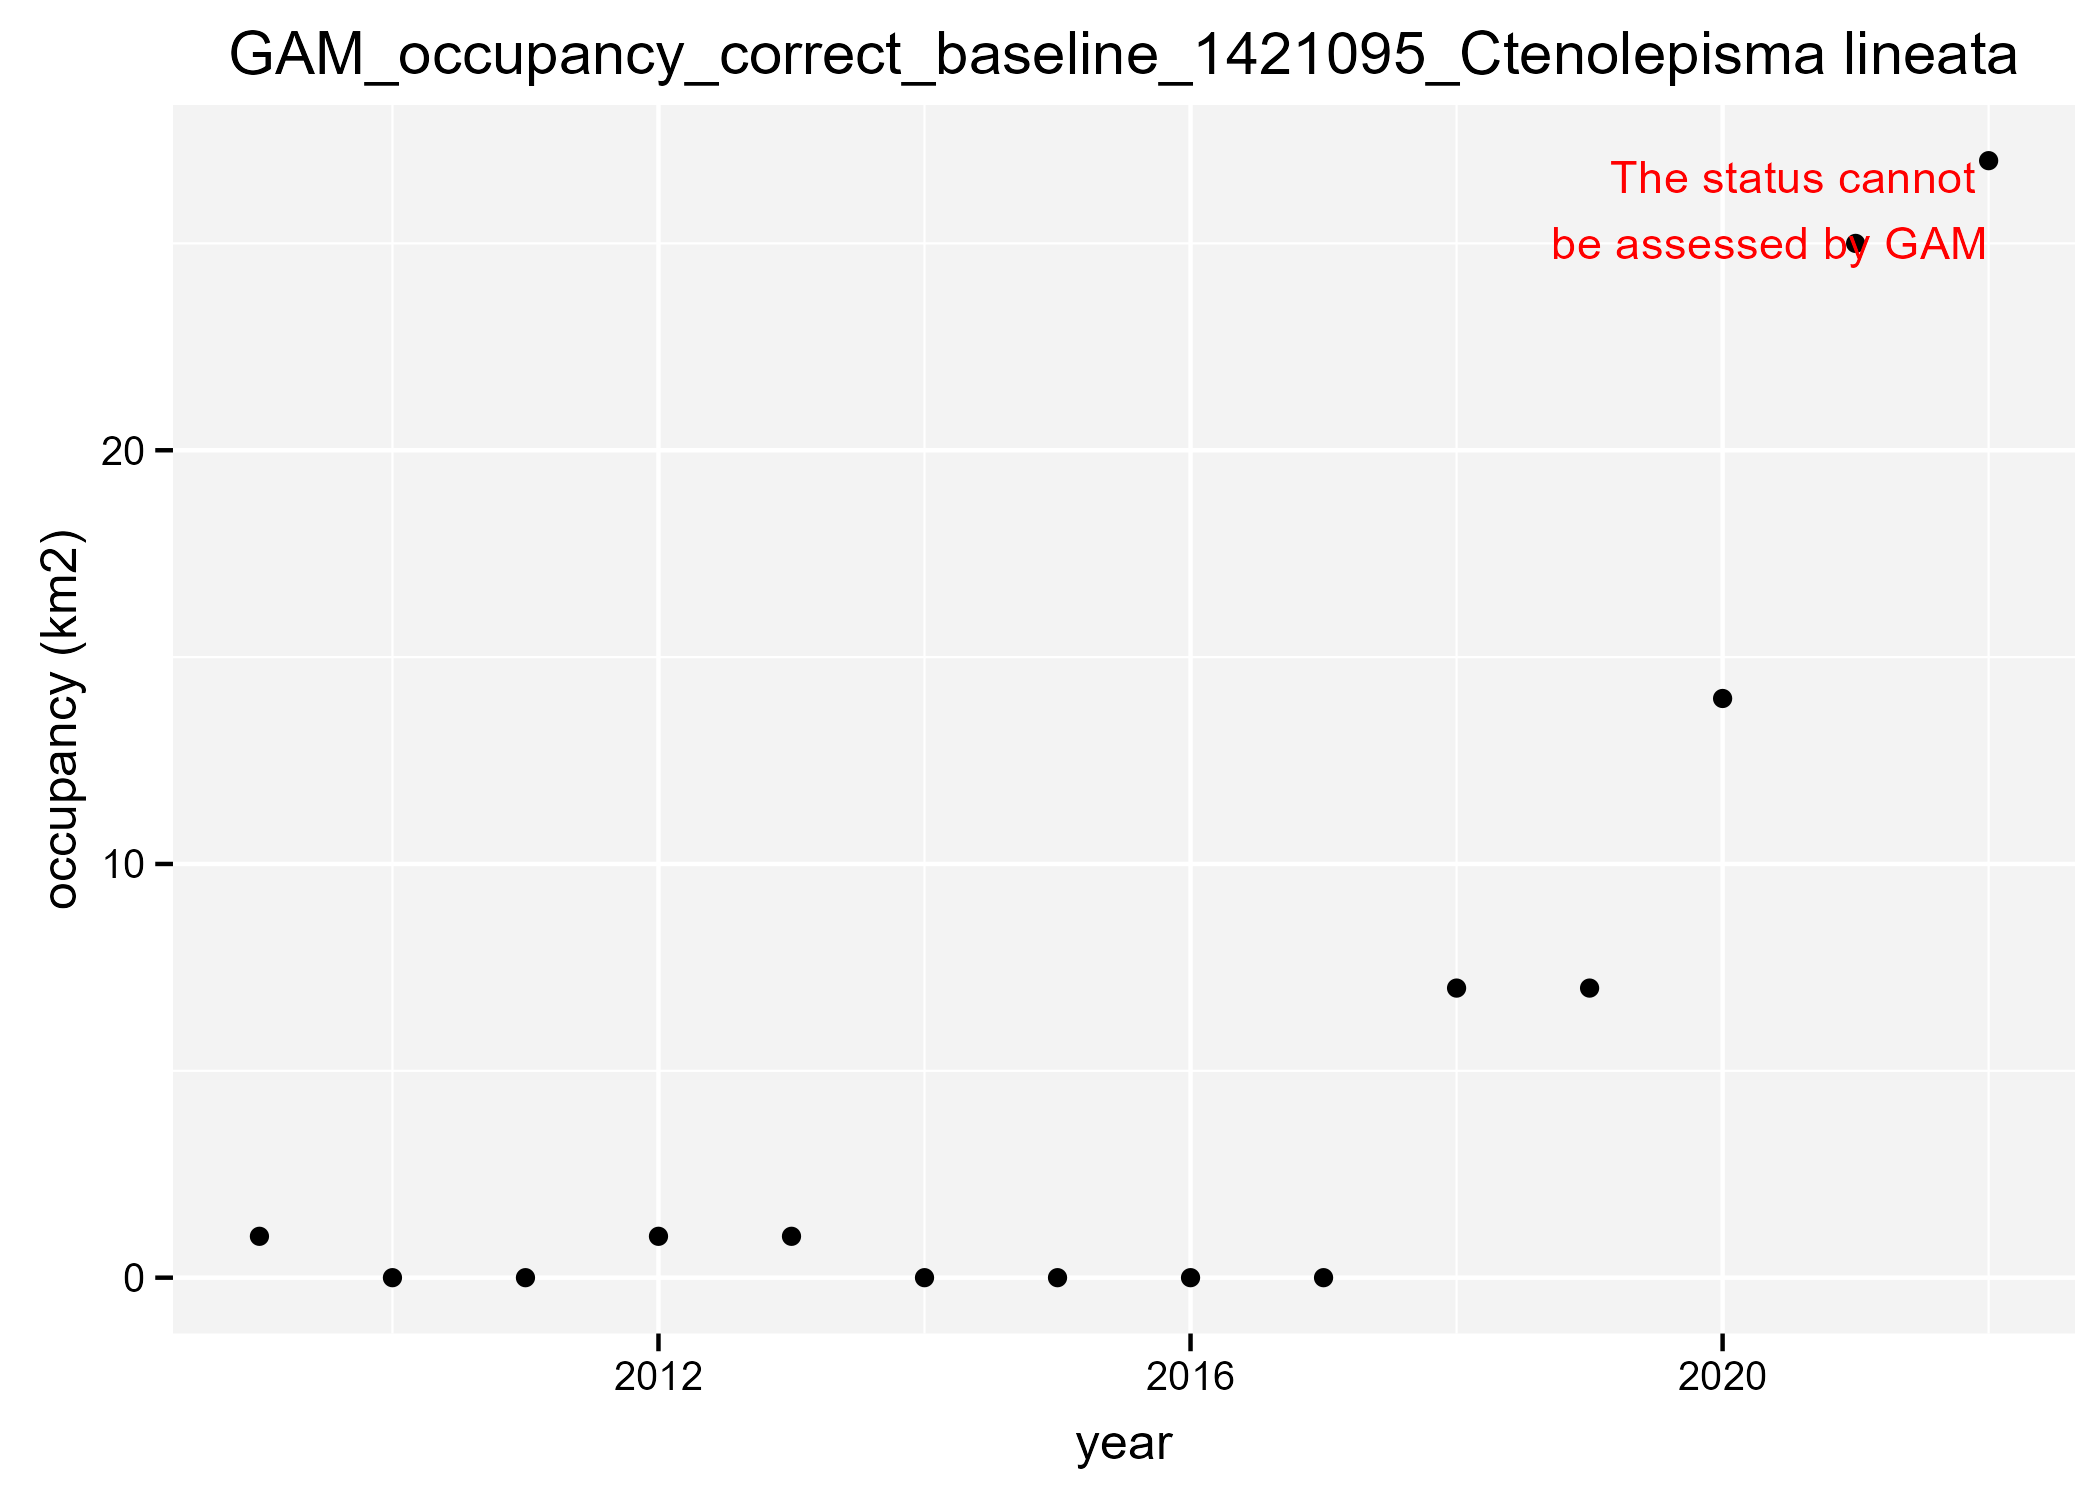 GAM_occupancy_correct_baseline_1421095_Ctenolepisma lineata
The status cannot
be assessed by GAM
20
10
0
occupancy (km2)
2012 2016 2020
year